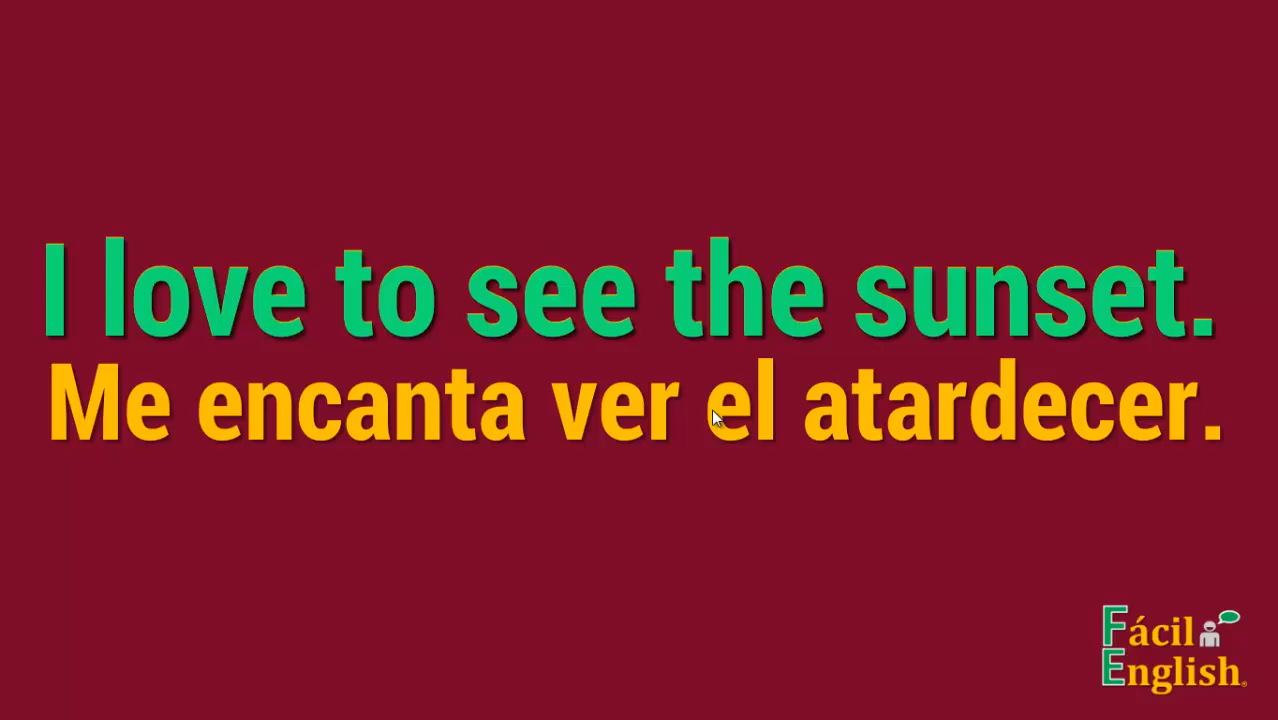 I love to see the sunset.
Me encanta ver el atardecer.
Fácil
English®